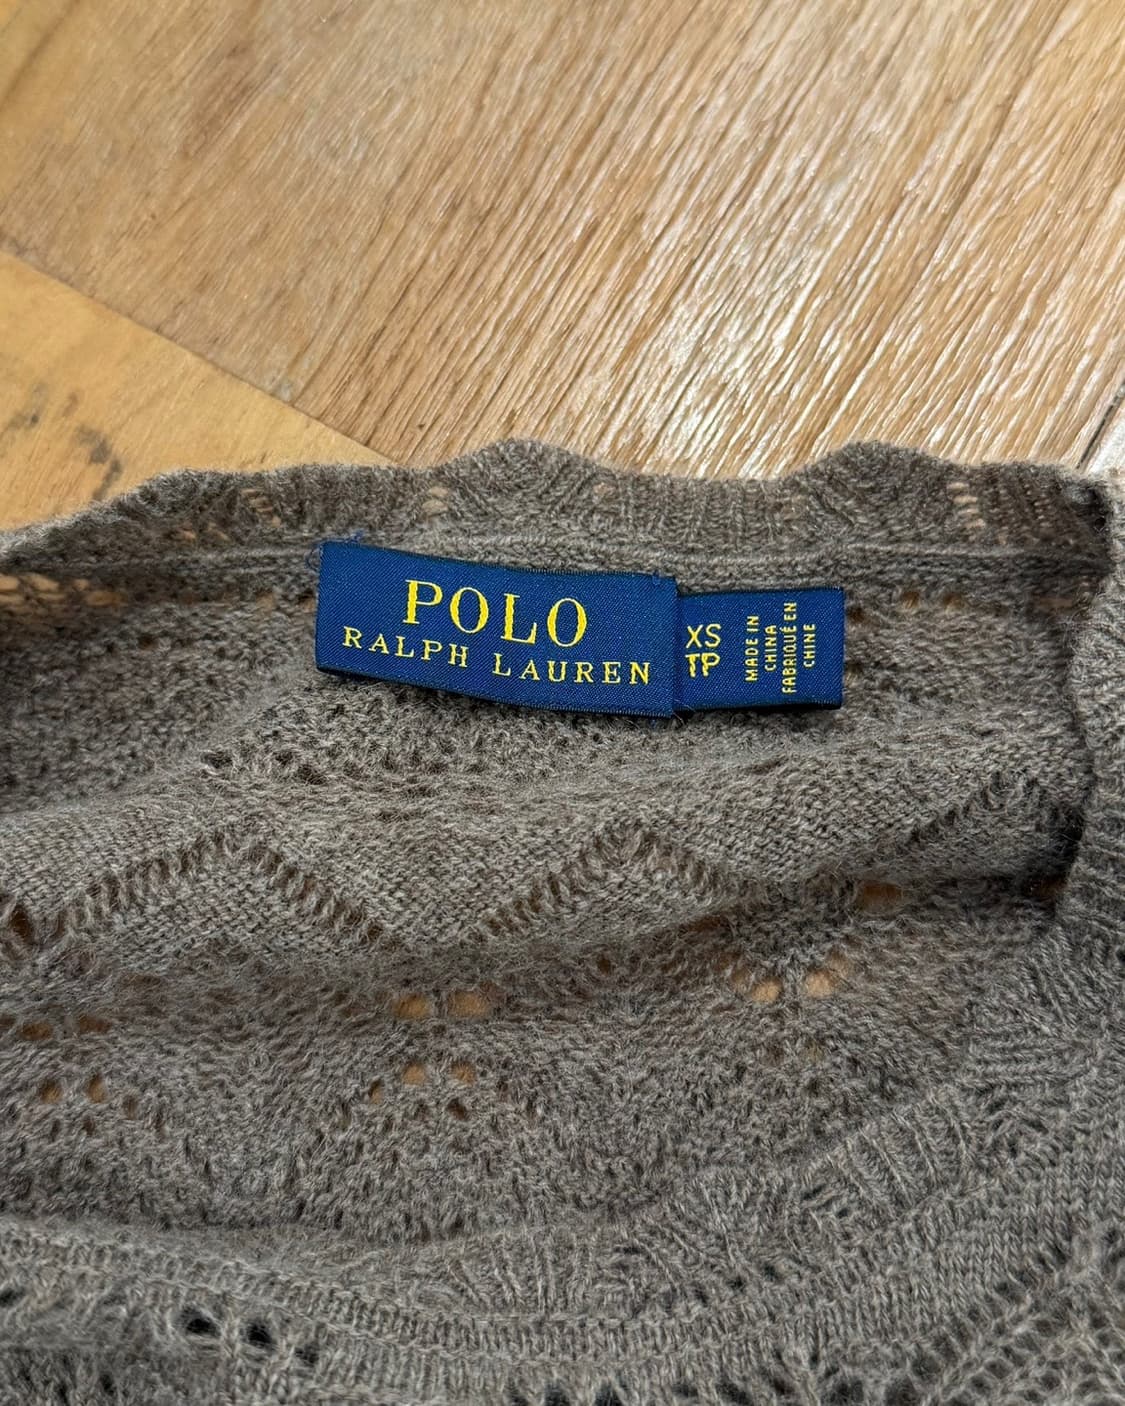 POLO
RALPH LAUREN
XS
TP
MADE IN
CHINA
FABRIQUÉ EN
CHINE